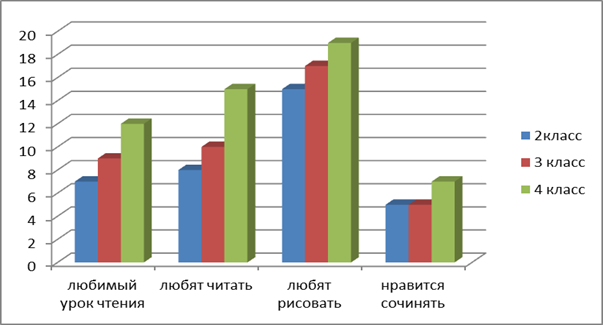 20
18
16
14
12
10
8
6
4
2
0
любимый урок чтения
любят читать
любят рисовать
нравится сочинять
2класс
3 класс
4 класс